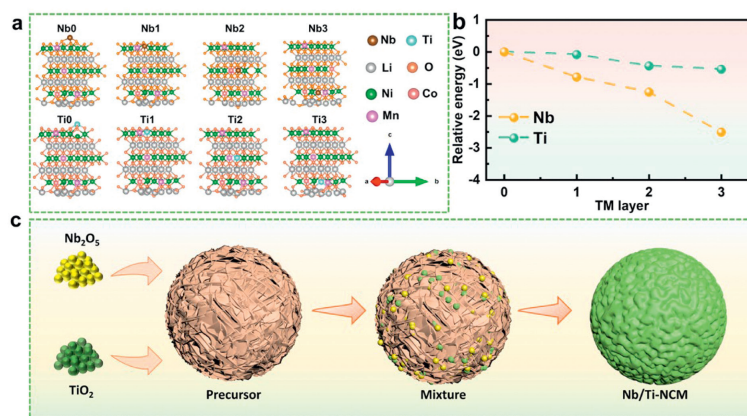 a
Nb0 Nb1 Nb2 Nb3
Nb Ti
Li O
Ni Co
Mn
Ti0 Ti1 Ti2 Ti3
c
a b
b
Relative energy (eV)
1
0
-1
-2
-3
-4
Nb
Ti
0 1 2 3
TM layer
c
Nb₂O₅
TiO₂
Precursor Mixture Nb/Ti-NCM